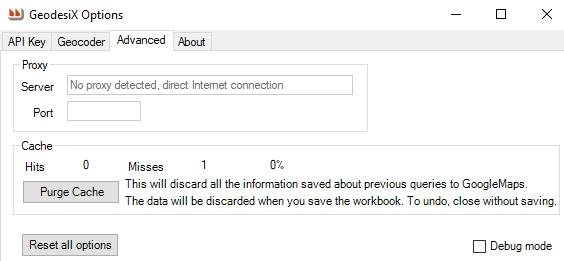 GeodesiX Options
API Key Geocoder Advanced About
Proxy
Server No proxy detected, direct Internet connection
Port
Cache
Hits 0 Misses 1 0%
Purge Cache
This will discard all the information saved about previous queries to GoogleMaps.
The data will be discarded when you save the workbook. To undo, close without saving.
Reset all options
Debug mode